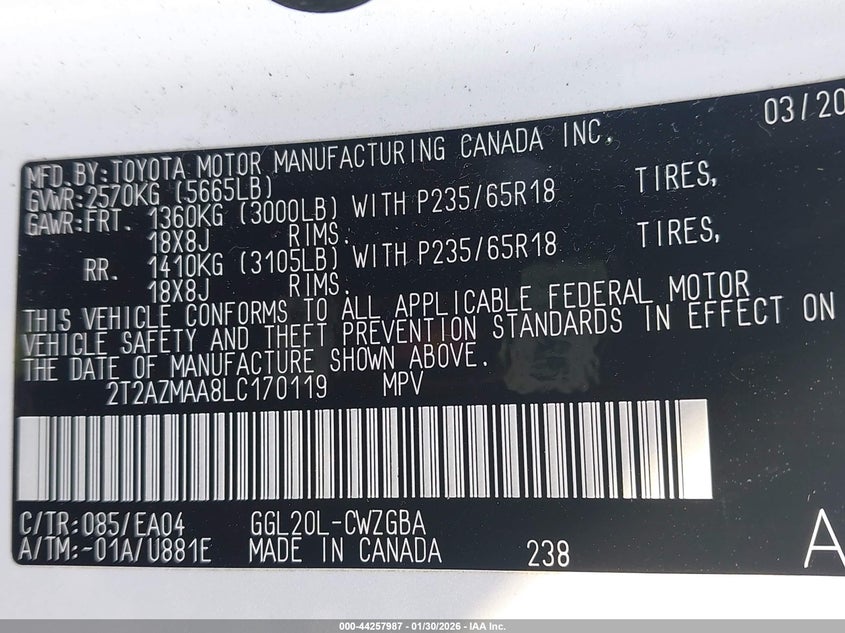 03/20
MFD. BY: TOYOTA MOTOR MANUFACTURING CANADA INC.
GVWR: 2570KG (5665LB)
GAWR: FRT. 1360KG (3000LB) WITH P235/65R18 TIRES,
18X8J RIMS.
RR. 1410KG (3105LB) WITH P235/65R18 TIRES,
18X8J RIMS.
THIS VEHICLE CONFORMS TO ALL APPLICABLE FEDERAL MOTOR
VEHICLE SAFETY AND THEFT PREVENTION STANDARDS IN EFFECT ON
THE DATE OF MANUFACTURE SHOWN ABOVE.
2T2AZMAA8LC170119 MPV
C/TR: 085/EA04 GGL20L-CWZGBA
A/TM: -01A/U881E MADE IN CANADA 238
A
000-44257987 - 01/30/2026 - IAA Inc.